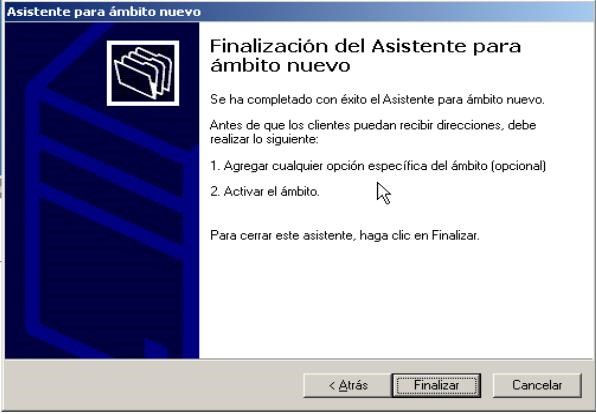 Asistente para ámbito nuevo
Finalización del Asistente para
ámbito nuevo
Se ha completado con éxito el Asistente para ámbito nuevo.
Antes de que los clientes puedan recibir direcciones, debe
realizar lo siguiente:
1. Agregar cualquier opción específica del ámbito (opcional)
2. Activar el ámbito.
Para cerrar este asistente, haga clic en Finalizar.
< Atrás Finalizar Cancelar